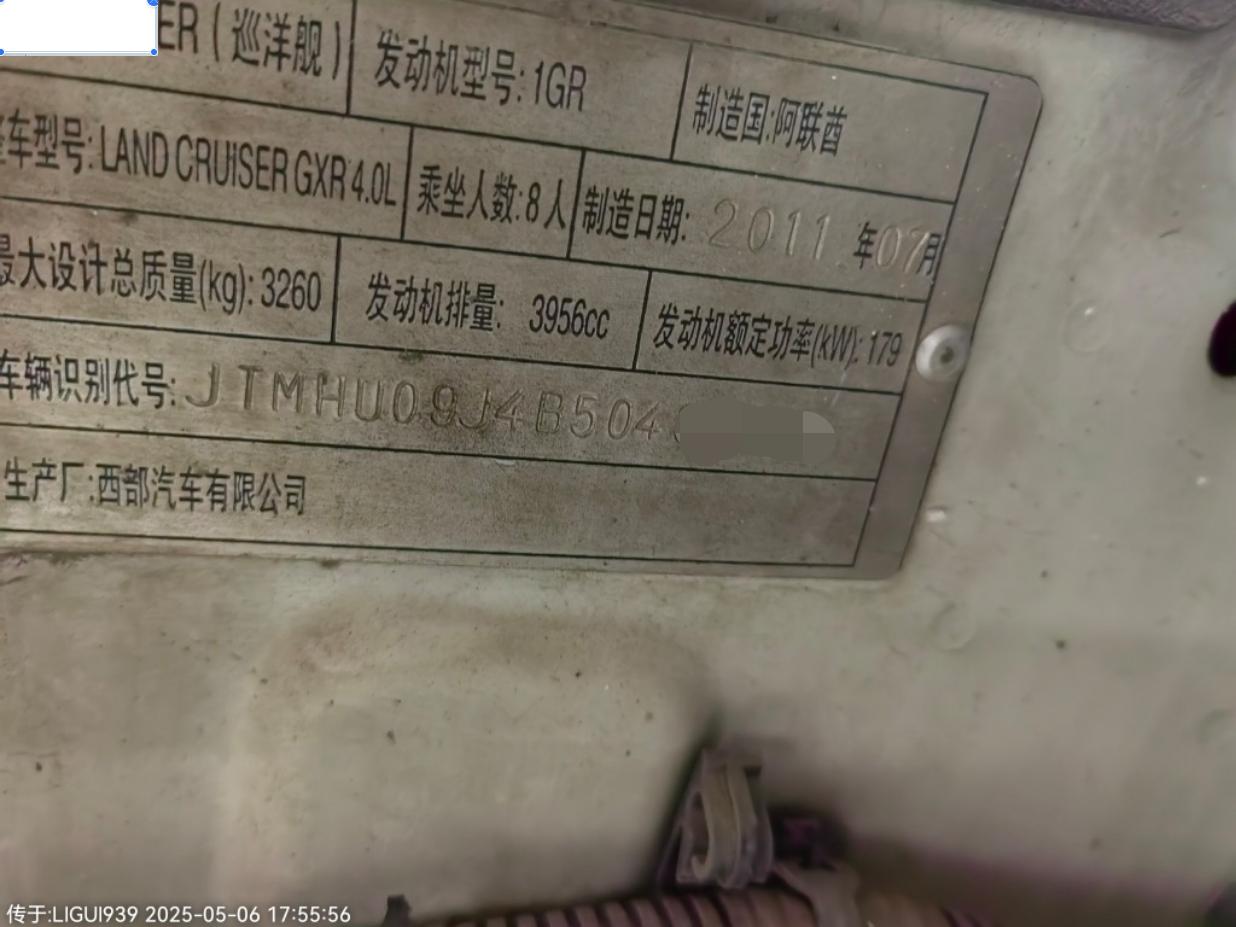 ER(巡洋舰) 发动机型号:1GR 制造国:阿联酋
车型号:LAND CRUISER GXR 4.0L 乘坐人数:8人 制造日期:2011年07月
最大设计总质量(kg):3260 发动机排量: 3956cc 发动机额定功率(kW):179
车辆识别代号:JTMHU09J4B504
生产厂:西部汽车有限公司
传于:LIGUI939 2025-05-06 17:55:56